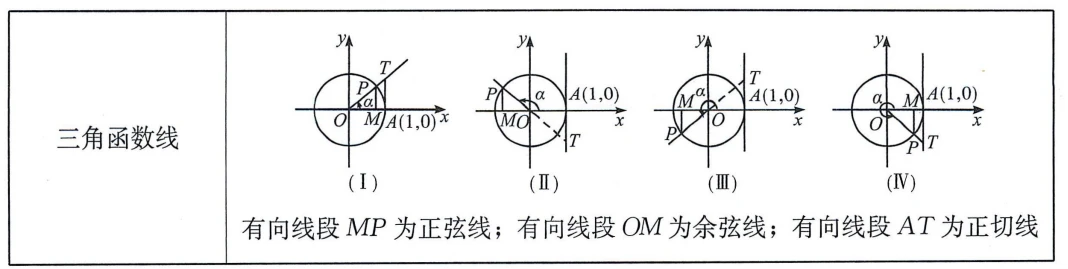 三角函数线
y
T
P
α
O
M
A(1,0)
x
(Ⅰ)
y
P
α
A(1,0)
M
O
x
T
(Ⅱ)
y
T
M
α
A(1,0)
O
x
P
(Ⅲ)
y
α
M
A(1,0)
O
x
P
T
(Ⅳ)
有向线段 MP 为正弦线；有向线段 OM 为余弦线；有向线段 AT 为正切线